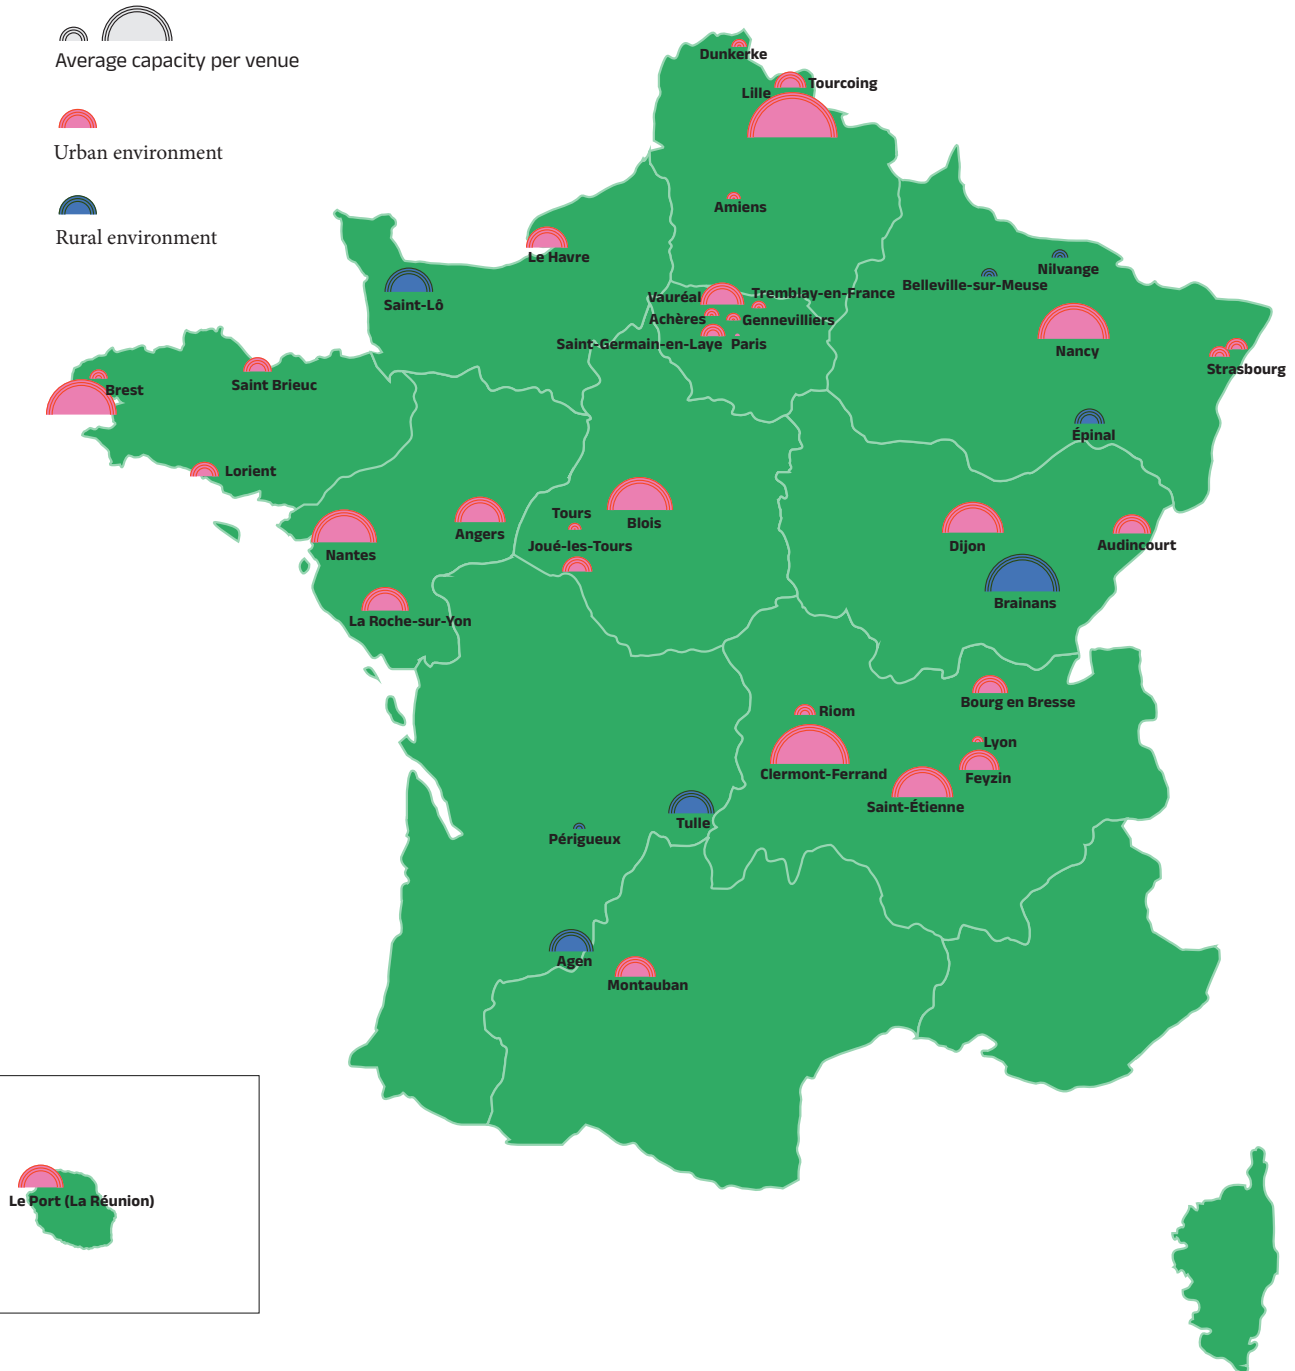 Average capacity per venue
Urban environment
Rural environment
Dunkerke
Tourcoing
Lille
Amiens
Le Havre
Saint-Lô
Nilvange
Belleville-sur-Meuse
Vauréal
Tremblay-en-France
Achères
Gennevilliers
Saint-Germain-en-Laye
Paris
Nancy
Strasbourg
Brest
Saint Brieuc
Épinal
Lorient
Tours
Blois
Angers
Nantes
Joué-les-Tours
Dijon
Audincourt
Brainans
La Roche-sur-Yon
Bourg en Bresse
Riom
Lyon
Clermont-Ferrand
Feyzin
Saint-Étienne
Tulle
Périgueux
Agen
Montauban
Le Port (La Réunion)